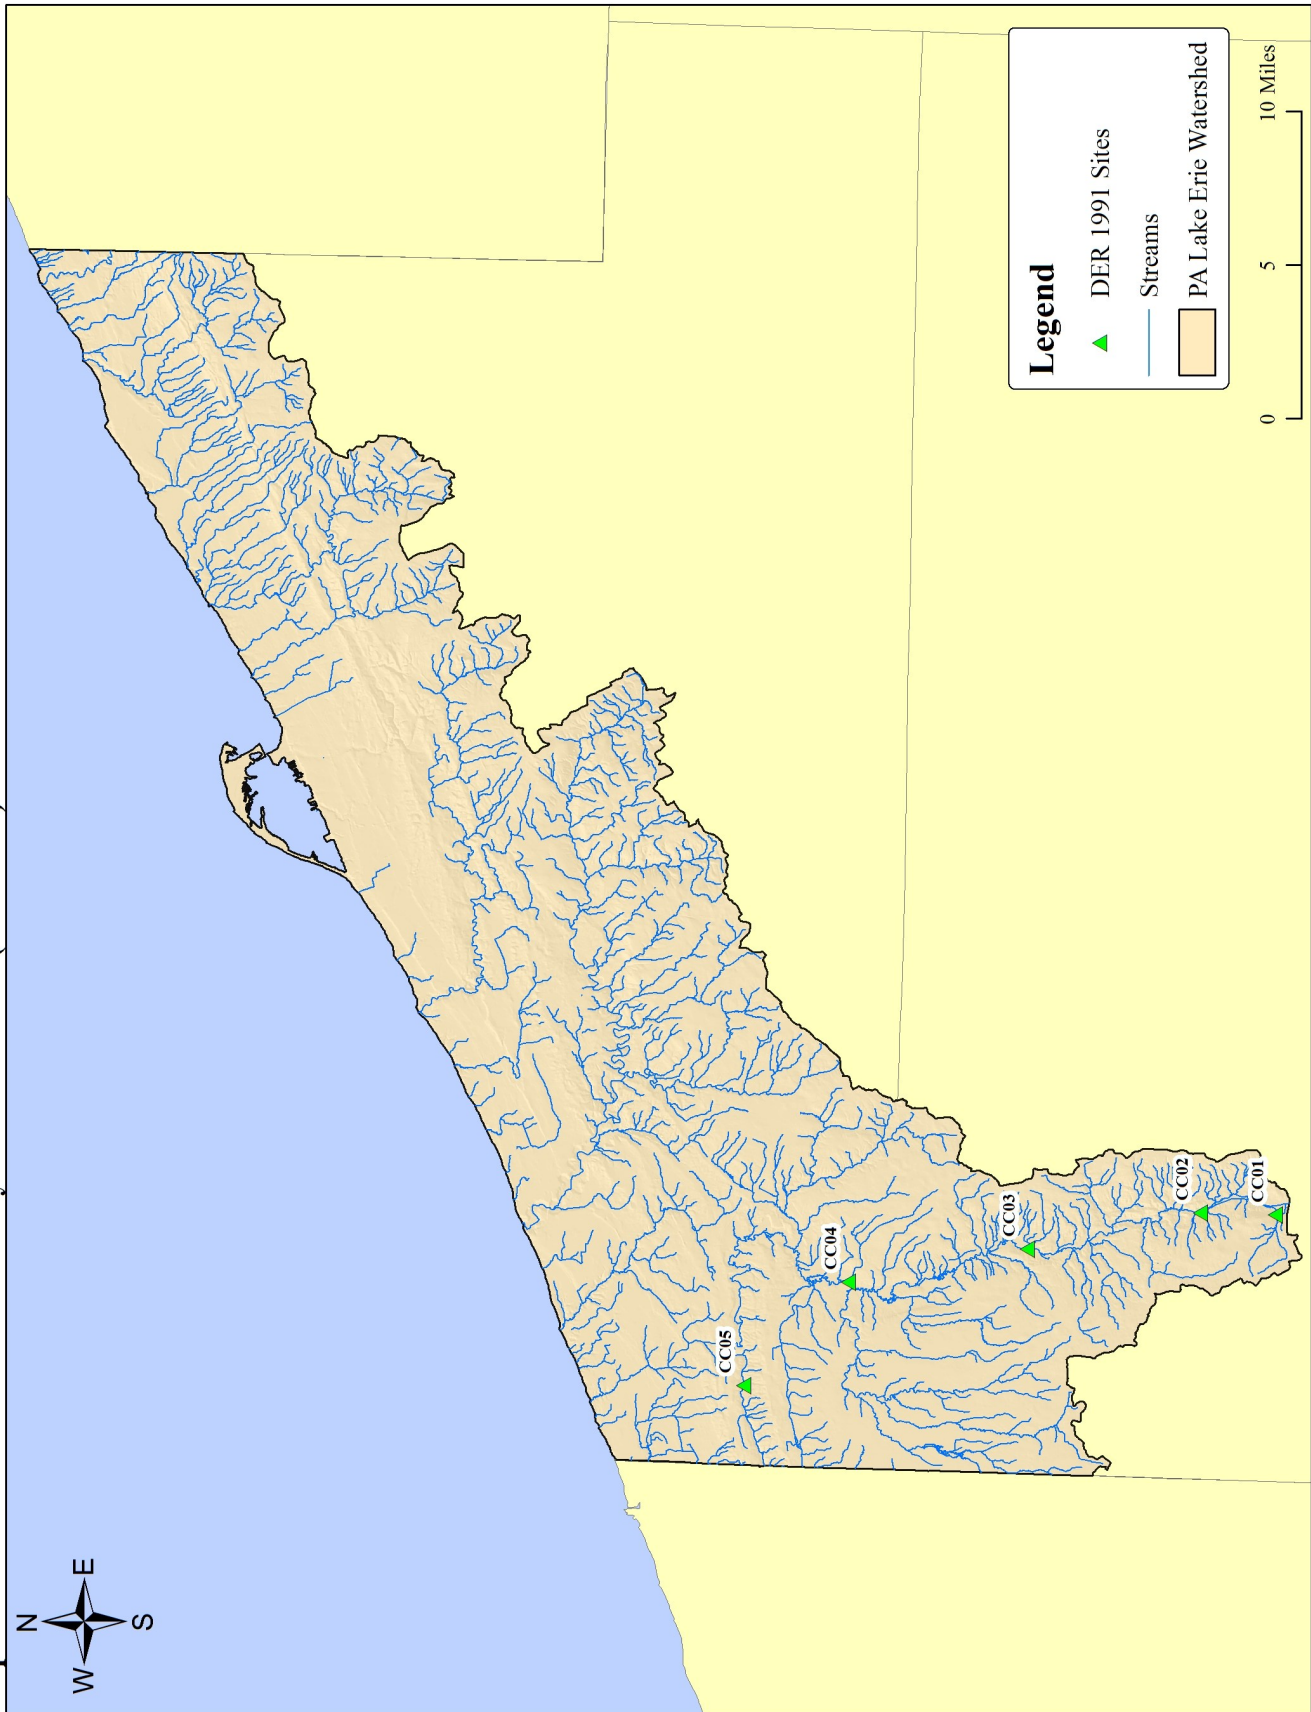 N
W E
S
CC05
CC04
CC03
CC02
CC01
Legend
DER 1991 Sites
Streams
PA Lake Erie Watershed
0 5 10 Miles